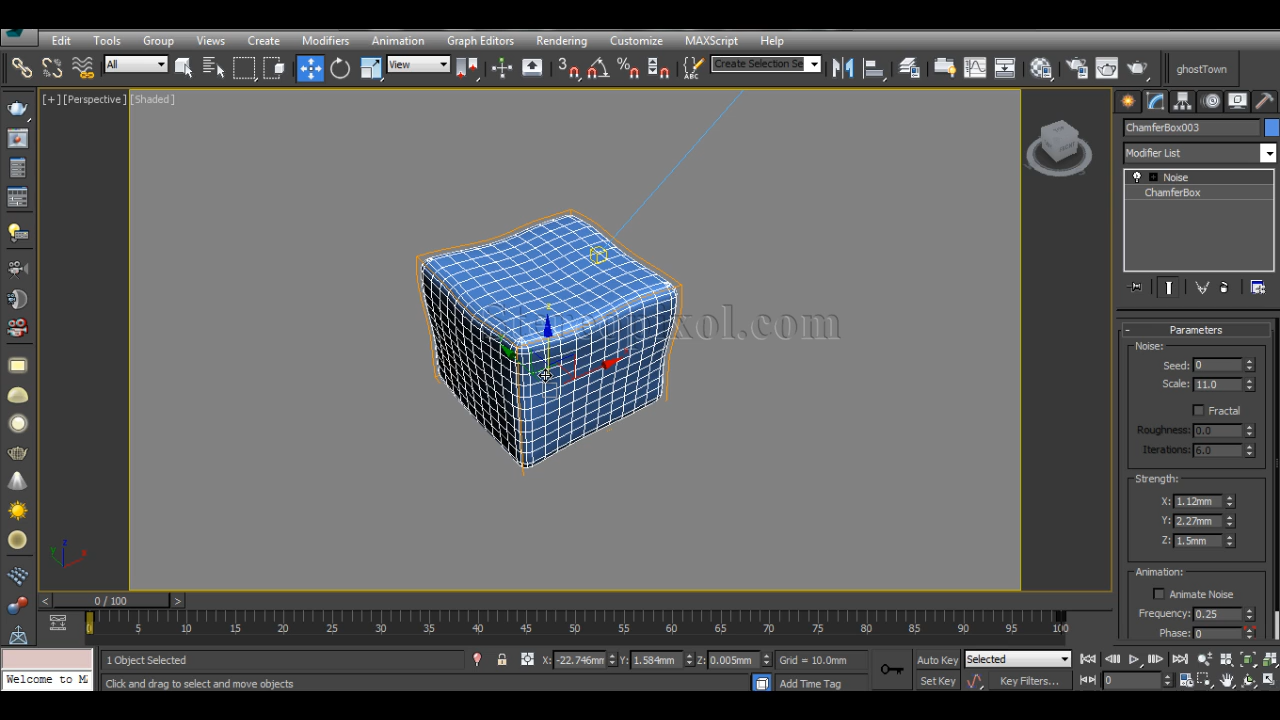 Edit Tools Group Views Create Modifiers Animation Graph Editors Rendering Customize MAXScript Help
All View 3 ABC Create Selection Se ghostTown
[+] [Perspective] [Shaded]
ChamferBox003
Modifier List
Noise
ChamferBox
xol.com
Parameters
Noise:
Seed: 0
Scale: 11.0
Fractal
Roughness: 0.0
Iterations: 6.0
Strength:
X: 1.12mm
Y: 2.27mm
Z: 1.5mm
Animation:
Animate Noise
Frequency: 0.25
Phase: 0
z
y x
< 0 / 100 >
0 5 10 15 20 25 30 35 40 45 50 55 60 65 70 75 80 85 90 95 100
1 Object Selected X: -22.746mm Y: 1.584mm Z: 0.005mm Grid = 10.0mm Auto Key Selected
Welcome to M Click and drag to select and move objects Add Time Tag Set Key Key Filters... 0